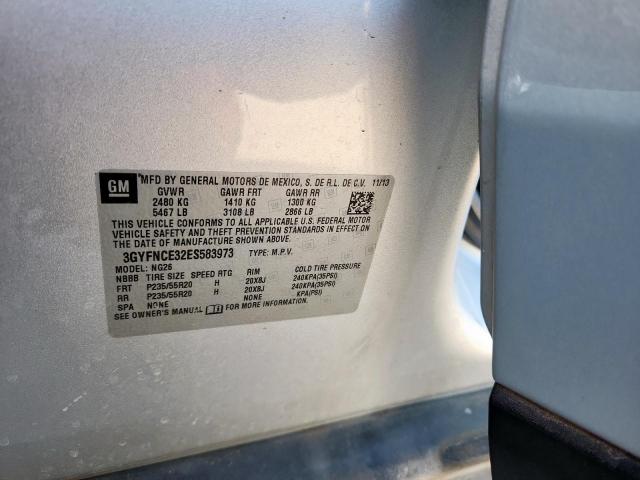 GM
MFD BY GENERAL MOTORS DE MEXICO, S. DE R.L. DE C.V. 11/13
GVWR GAWR FRT GAWR RR
2480 KG 1410 KG 1300 KG
5467 LB 3108 LB 2866 LB
THIS VEHICLE CONFORMS TO ALL APPLICABLE U.S. FEDERAL MOTOR
VEHICLE SAFETY AND THEFT PREVENTION STANDARDS IN EFFECT
ON THE DATE OF MANUFACTURE SHOWN ABOVE.
3GYFNCE32ES583973 TYPE: M.P.V.
MODEL: NG26
NBBB TIRE SIZE SPEED RTG RIM COLD TIRE PRESSURE
FRT P235/55R20 H 20X8J 240KPA(35PSI)
RR P235/55R20 H 20X8J 240KPA(35PSI)
SPA NONE NONE KPA(PSI)
SEE OWNER'S MANUAL FOR MORE INFORMATION.